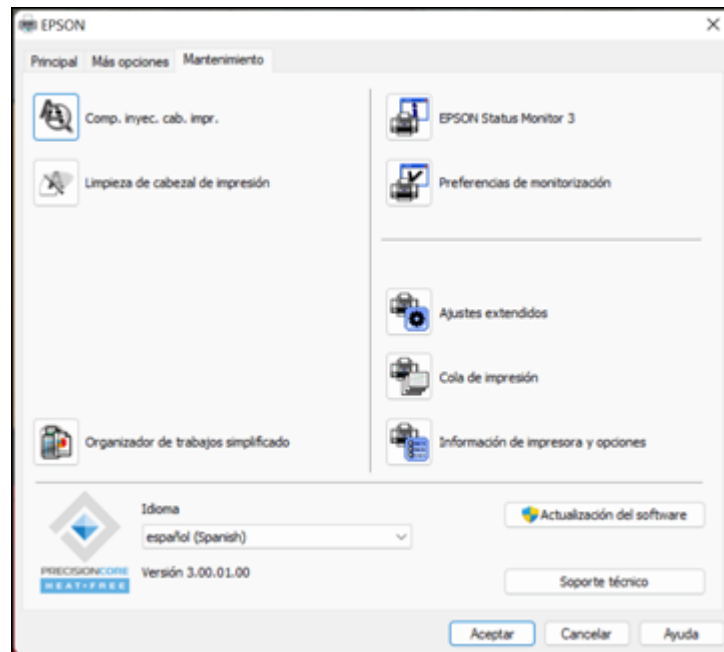 EPSON
Principal Más opciones Mantenimiento
Comp. inyec. cab. impr.
Limpieza de cabezal de impresión
Organizador de trabajos simplificado
EPSON Status Monitor 3
Preferencias de monitorización
Ajustes extendidos
Cola de impresión
Información de impresora y opciones
PRECISIONCORE
HEAT-FREE
Idioma
español (Spanish)
Versión 3.00.01.00
Actualización del software
Soporte técnico
Aceptar Cancelar Ayuda